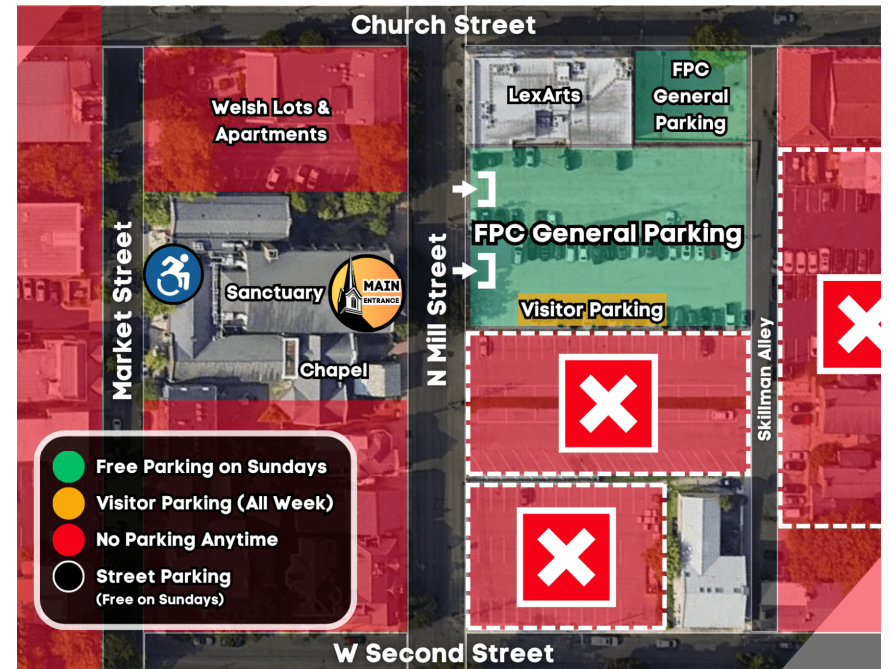 Church Street
Welsh Lots &
Apartments
LexArts
FPC
General
Parking
FPC General Parking
Visitor Parking
Market Street
Sanctuary
MAIN
ENTRANCE
Chapel
N Mill Street
Skillman Alley
Free Parking on Sundays
Visitor Parking (All Week)
No Parking Anytime
Street Parking
(Free on Sundays)
W Second Street